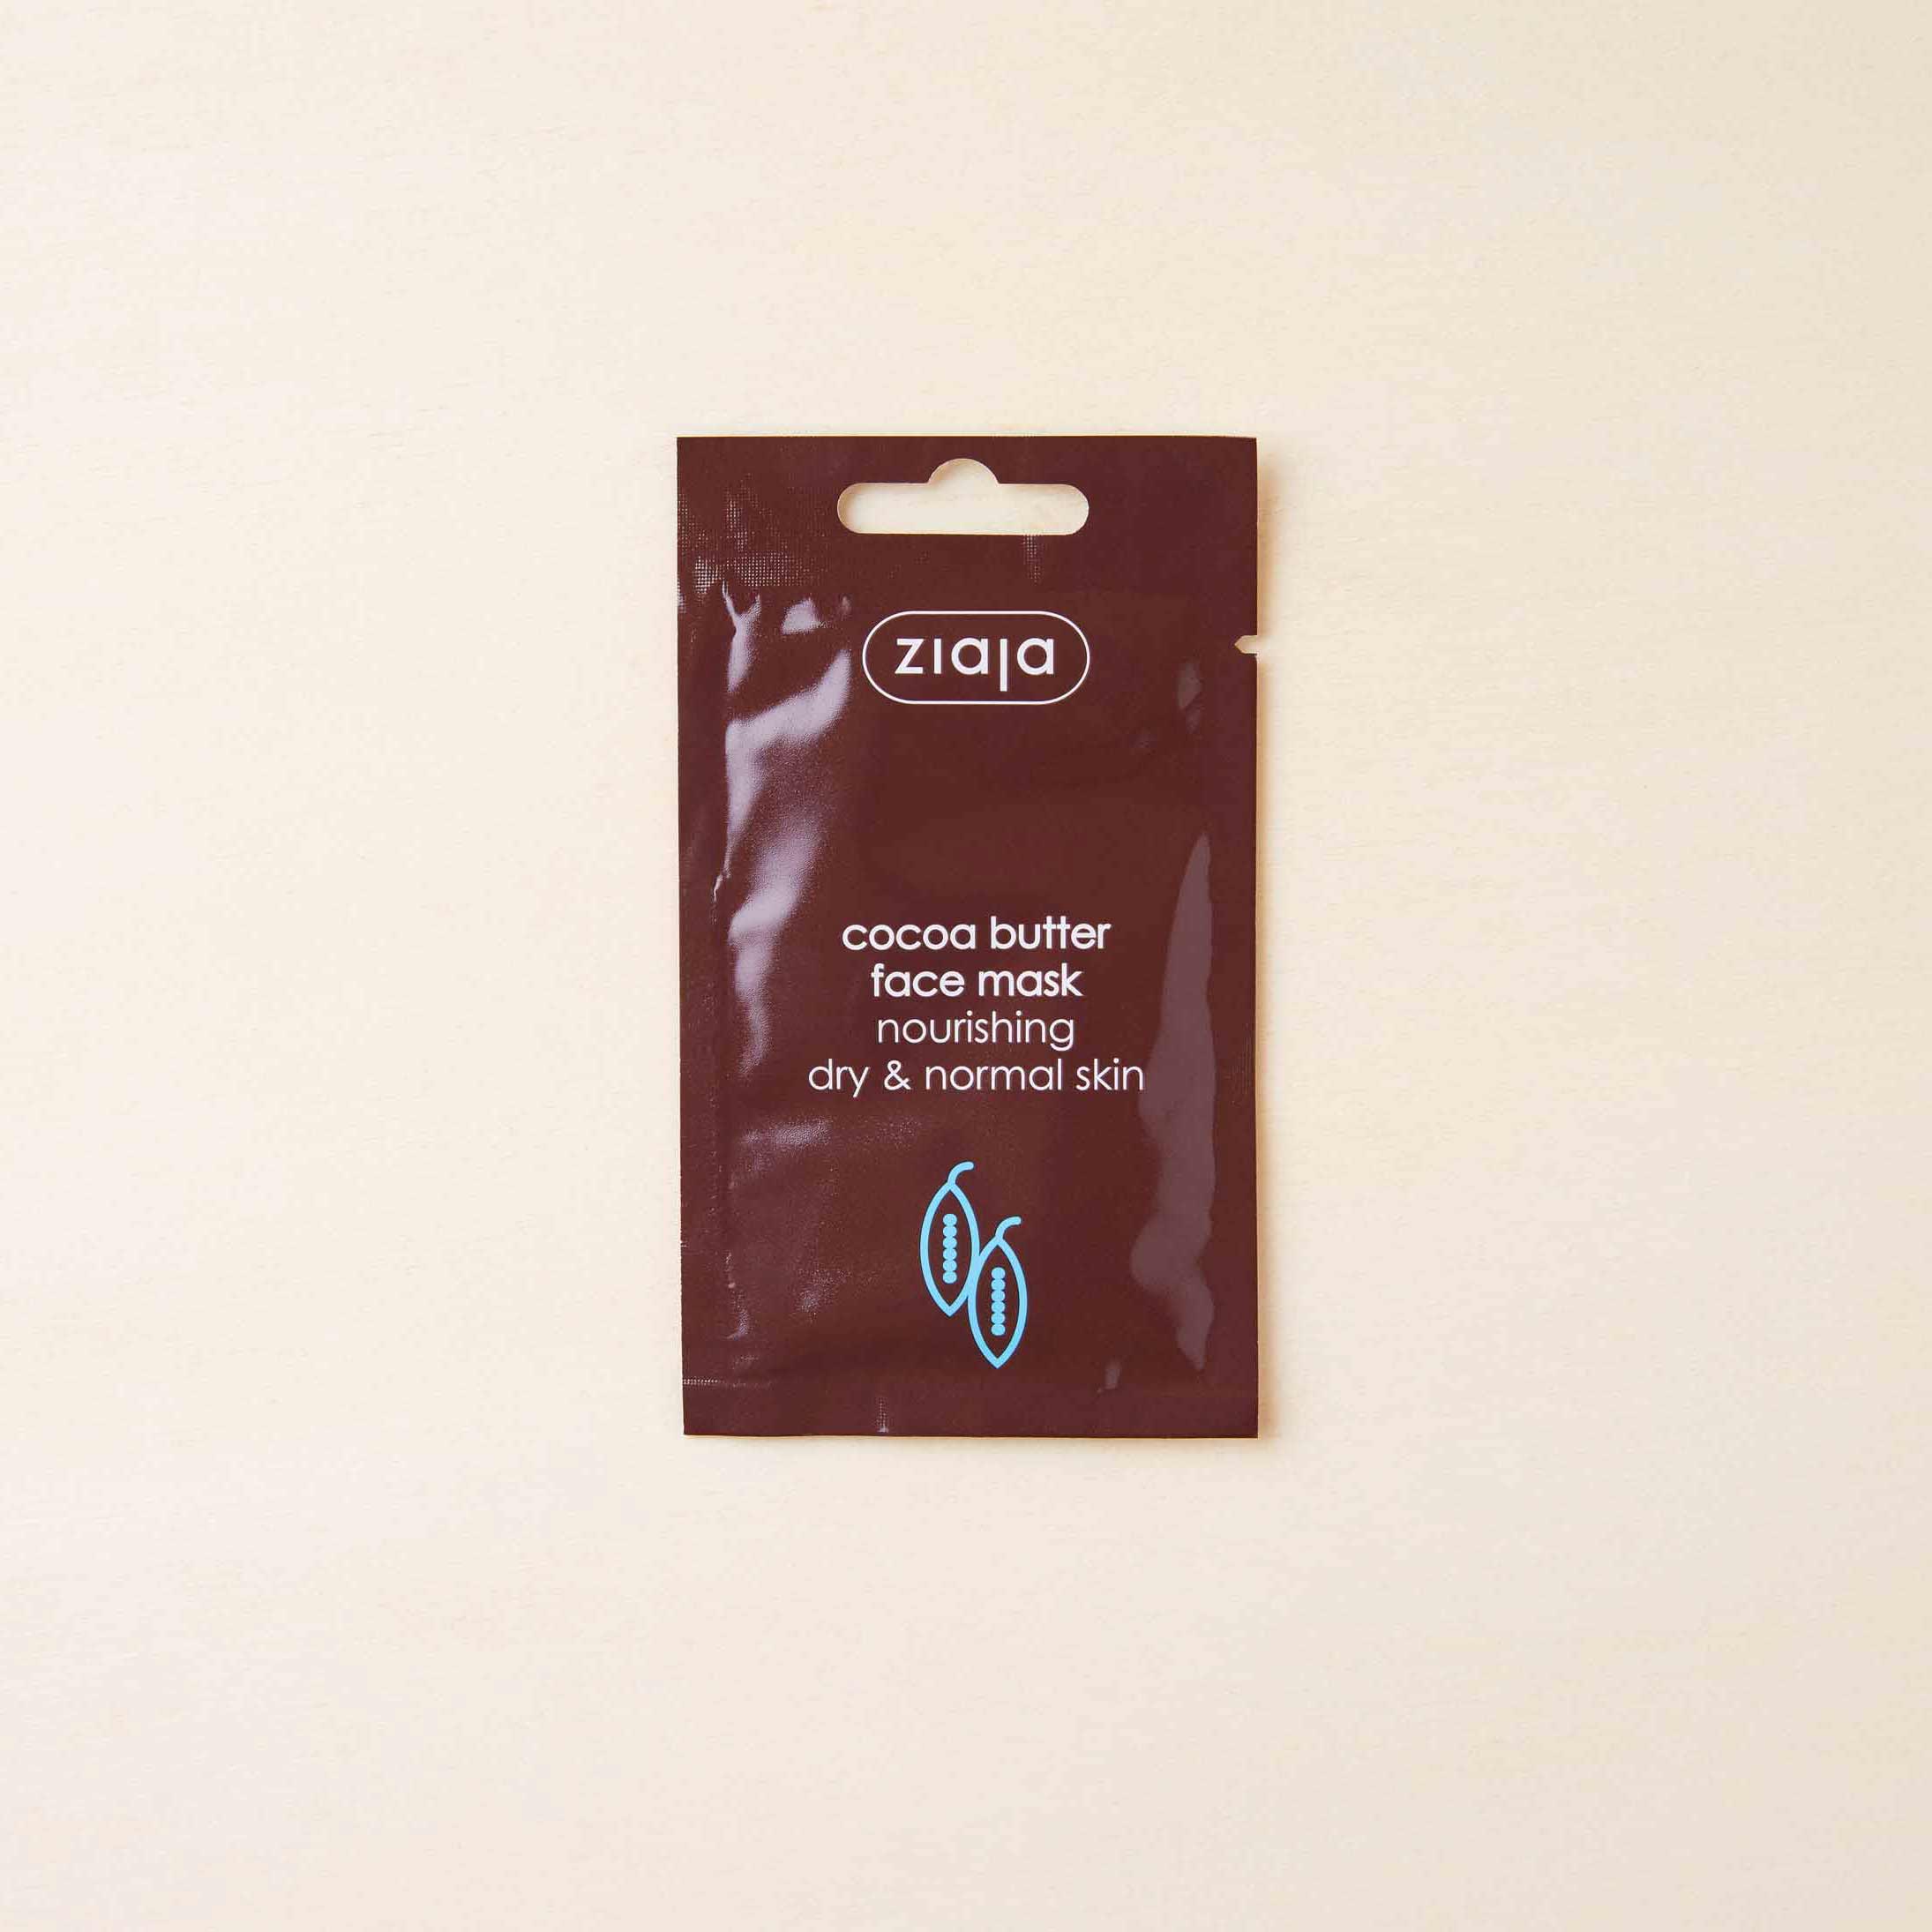 ziaja
cocoa butter
face mask
nourishing
dry & normal skin